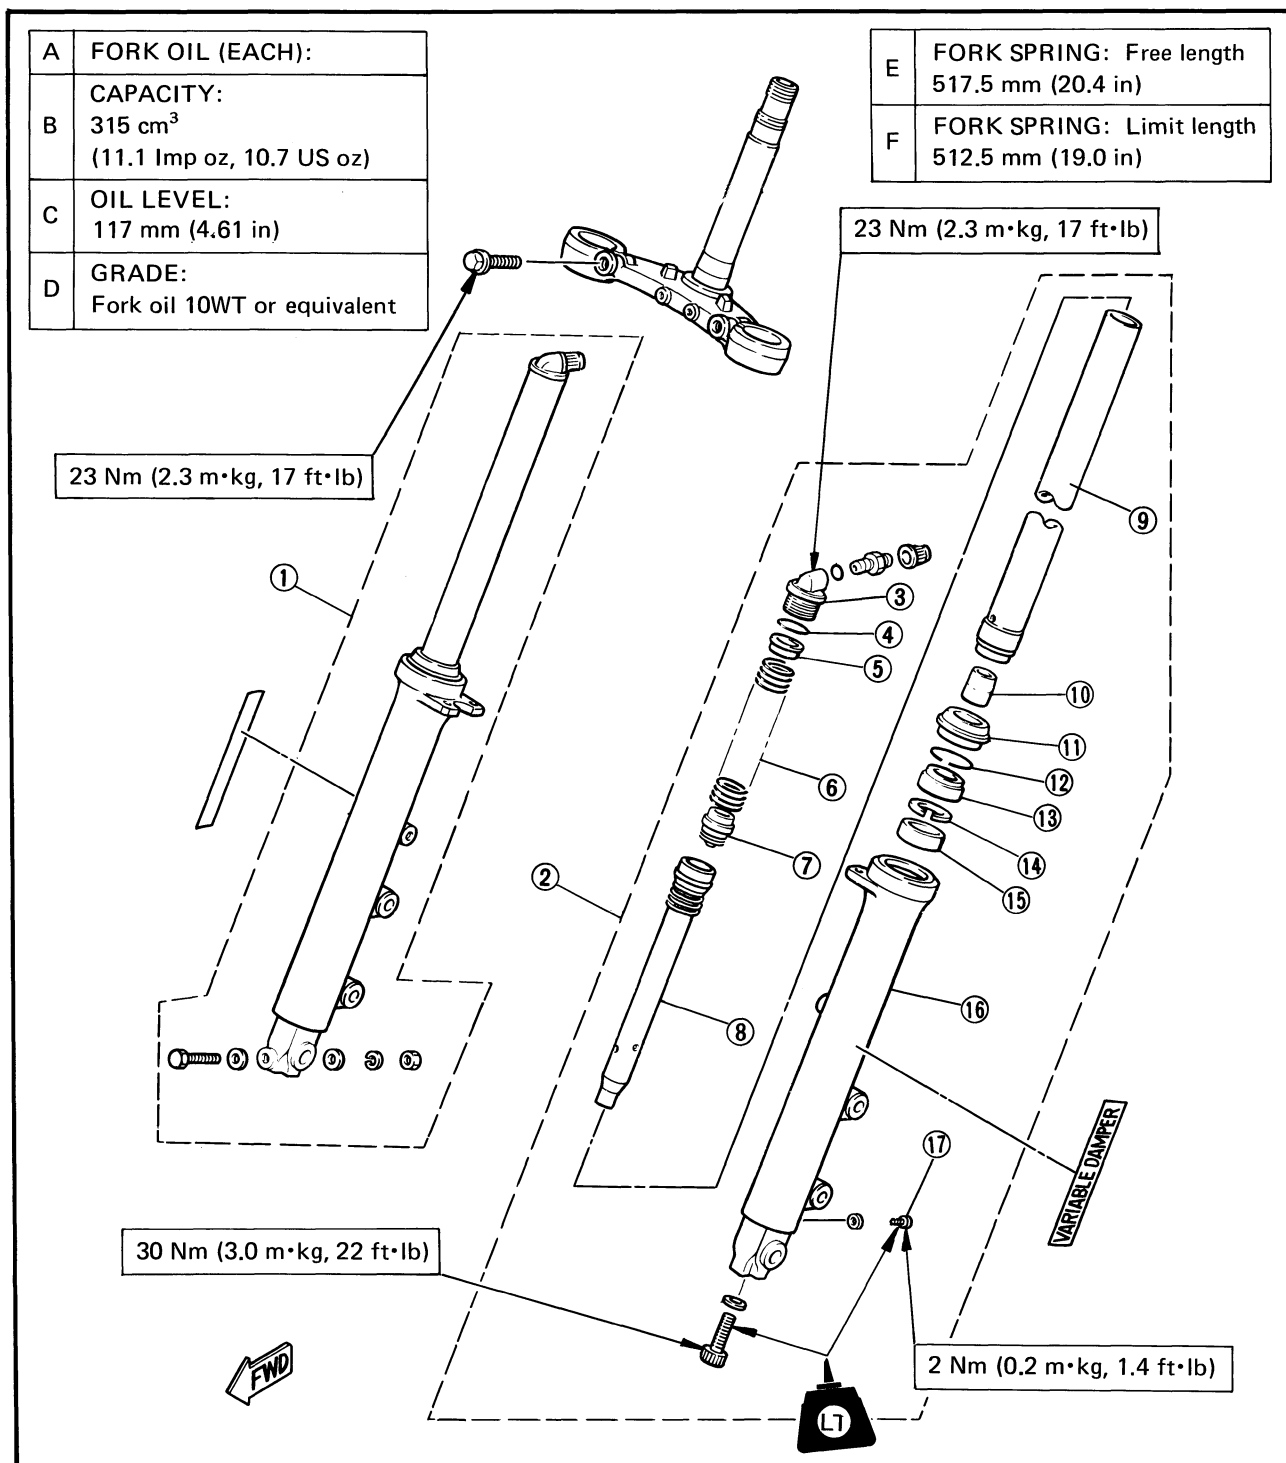 A FORK OIL (EACH):
B CAPACITY:
315 cm³
(11.1 Imp oz, 10.7 US oz)
C OIL LEVEL:
117 mm (4.61 in)
D GRADE:
Fork oil 10WT or equivalent
E FORK SPRING: Free length
517.5 mm (20.4 in)
F FORK SPRING: Limit length
512.5 mm (19.0 in)
23 Nm (2.3 m·kg, 17 ft·lb)
23 Nm (2.3 m·kg, 17 ft·lb)
①
②
③
④
⑤
⑥
⑦
⑧
⑨
⑩
⑪
⑫
⑬
⑭
⑮
⑯
⑰
VARIABLE DAMPER
30 Nm (3.0 m·kg, 22 ft·lb)
2 Nm (0.2 m·kg, 1.4 ft·lb)
FWD
LT